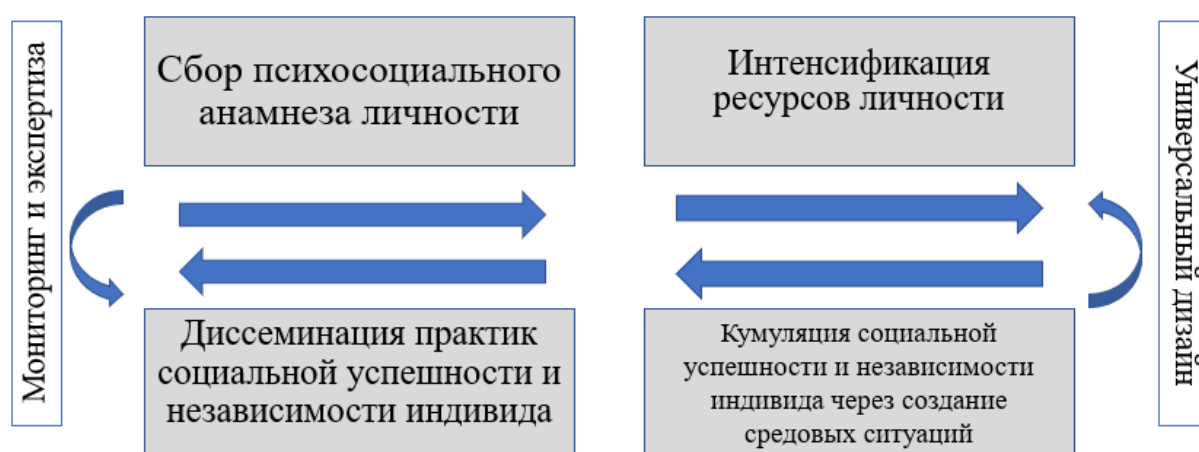 Мониторинг и экспертиза
Сбор психосоциального
анамнеза личности
Интенсификация
ресурсов личности
Универсальный дизайн
Диссеминация практик
социальной успешности и
независимости индивида
Кумуляция социальной
успешности и независимости
индивида через создание
средовых ситуаций